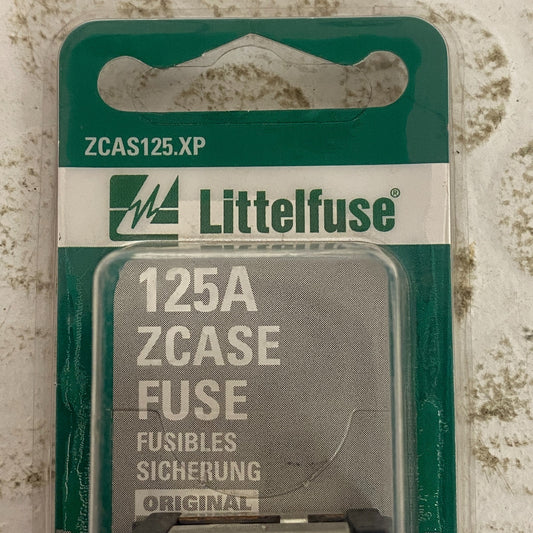 ZCAS125.XP
Littelfuse®
125A
ZCASE
FUSE
FUSIBLES
SICHERUNG
ORIGINAL